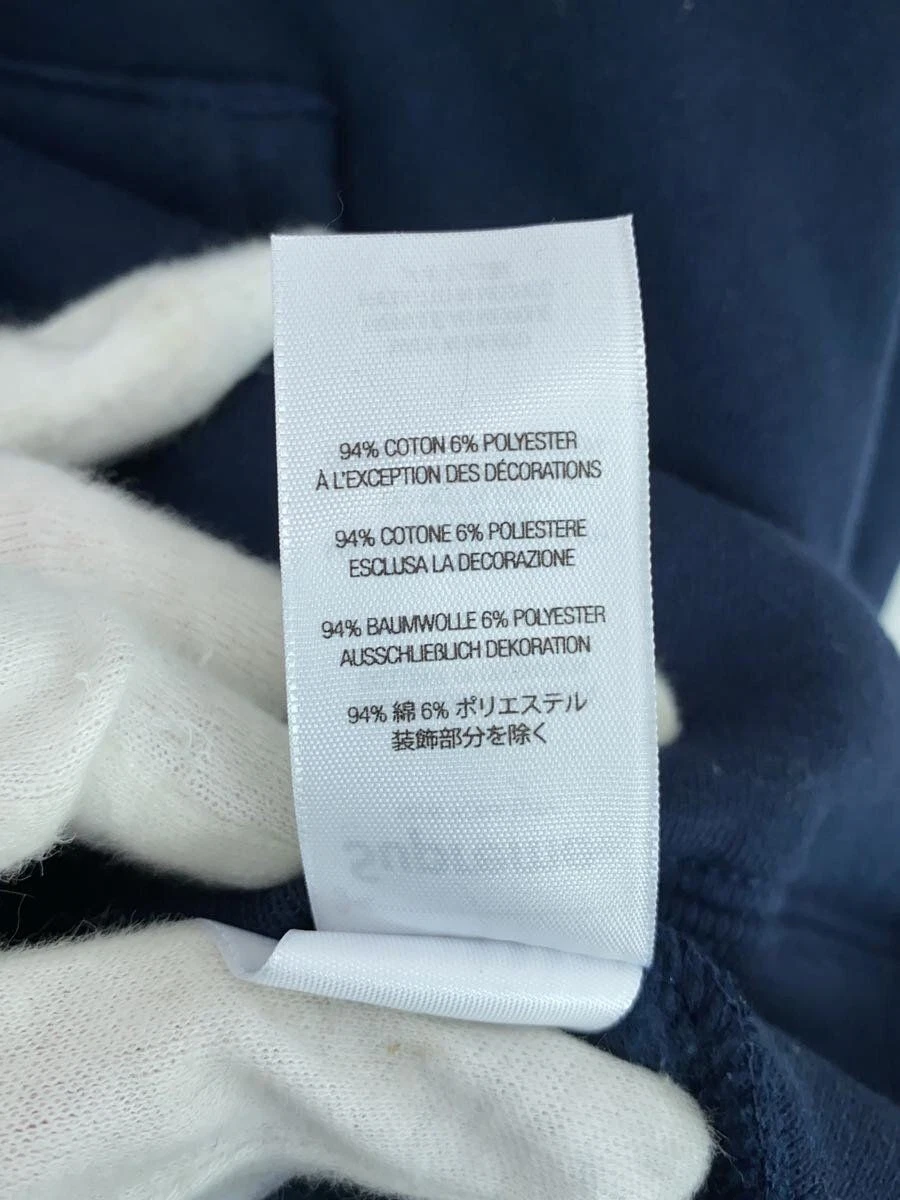 94% COTON 6% POLYESTER
À L'EXCEPTION DES DÉCORATIONS
94% COTONE 6% POLIESTERE
ESCLUSA LA DECORAZIONE
94% BAUMWOLLE 6% POLYESTER
AUSSCHLIEßLICH DEKORATION
94% 綿 6% ポリエステル
装飾部分を除く